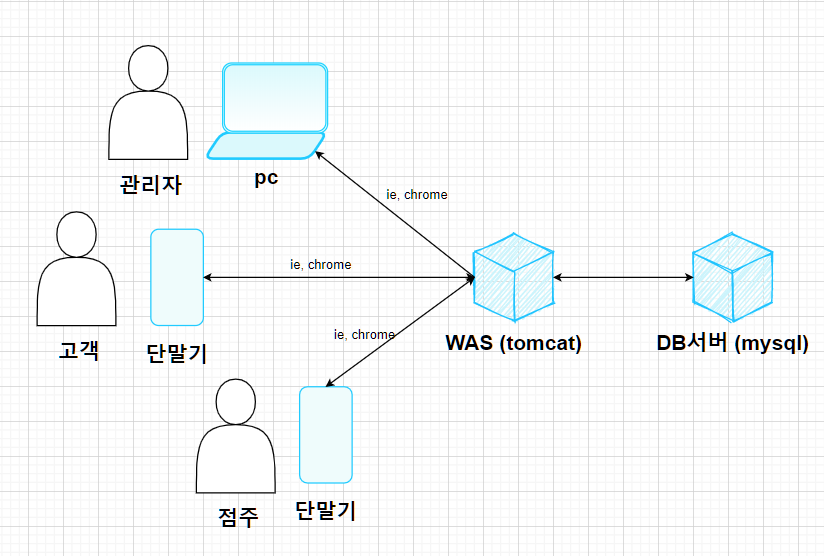 관리자
pc
ie, chrome
고객
단말기
ie, chrome
WAS (tomcat)
DB서버 (mysql)
ie, chrome
점주
단말기